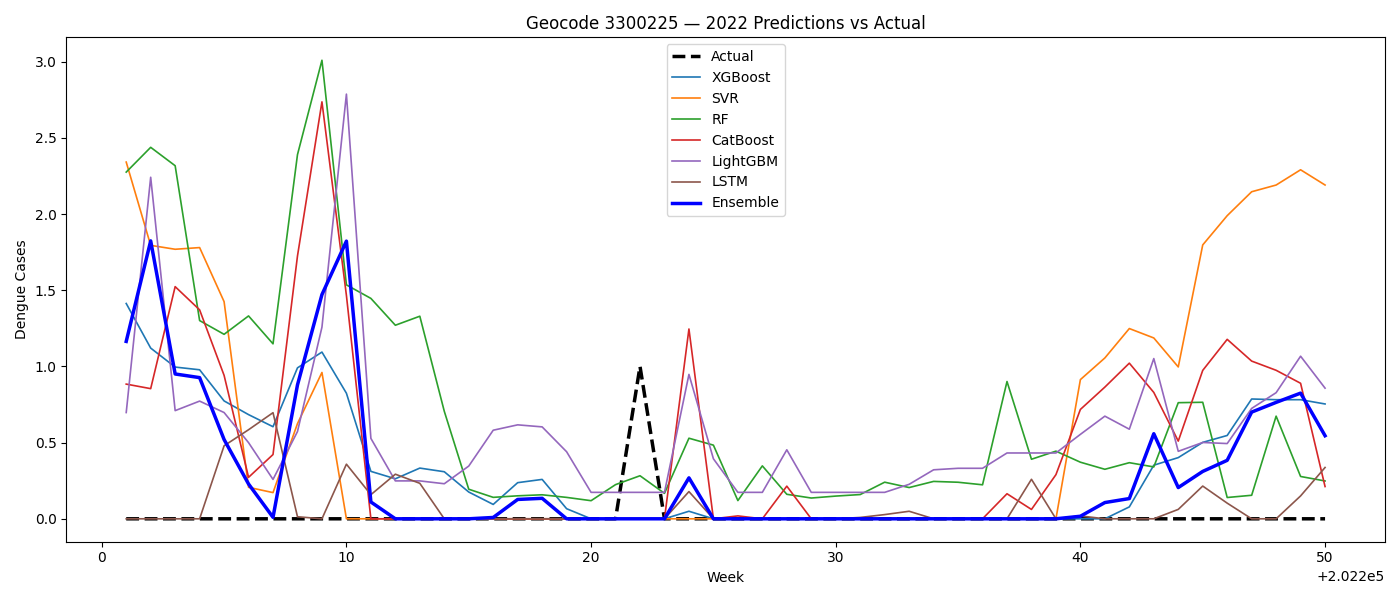 Geocode 3300225 — 2022 Predictions vs Actual
Dengue Cases
3.0
2.5
2.0
1.5
1.0
0.5
0.0
Actual
XGBoost
SVR
RF
CatBoost
LightGBM
LSTM
Ensemble
0 10 20 30 40 50
+2.022e5
Week